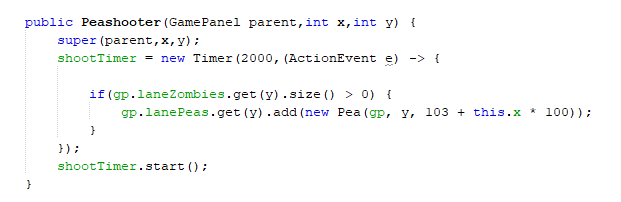 public Peashooter(GamePanel parent,int x,int y) {
super(parent,x,y);
shootTimer = new Timer(2000,(ActionEvent e) -> {
if(gp.laneZombies.get(y).size() > 0) {
gp.lanePeas.get(y).add(new Pea(gp, y, 103 + this.x * 100));
}
});
shootTimer.start();
}